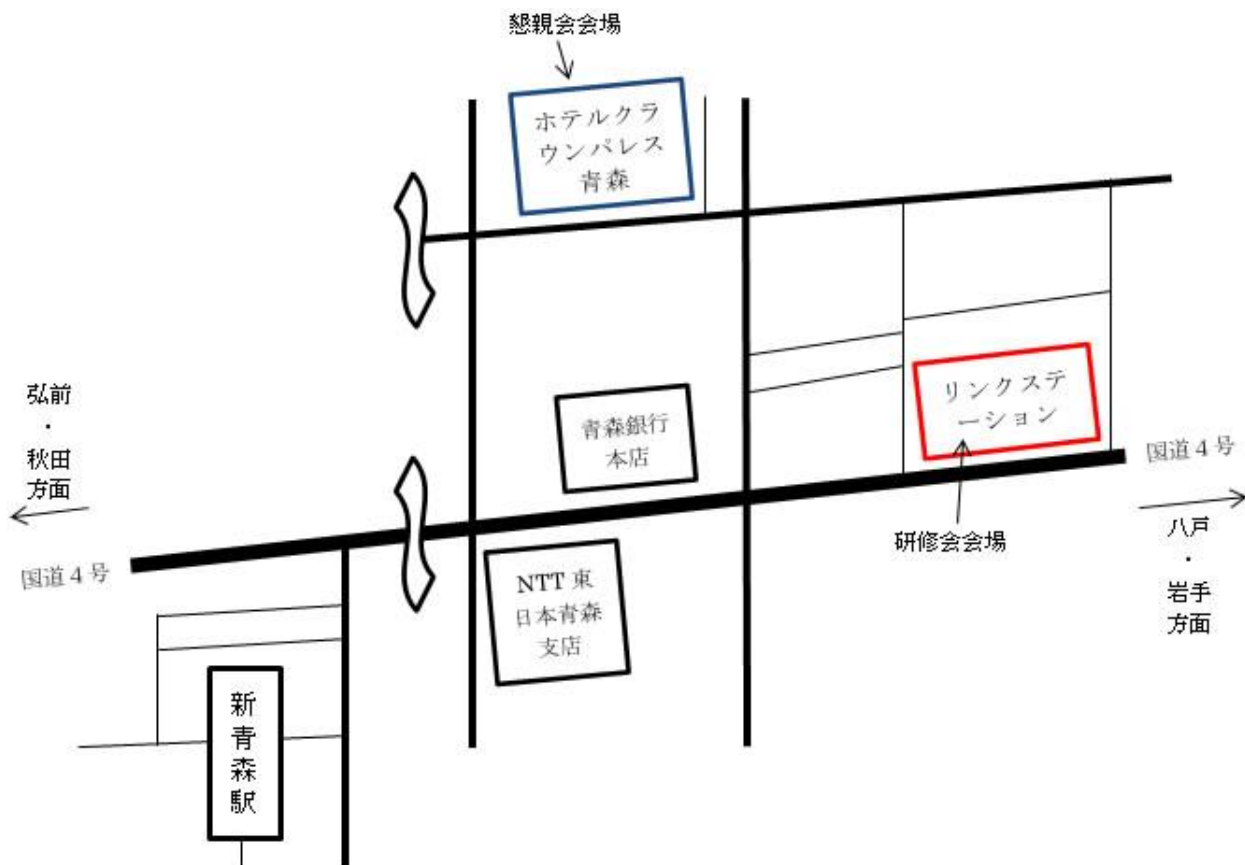 懇親会会場
ホテルクラ
ウンパレス
青森
弘前
・
秋田
方面
青森銀行
本店
リンクステ
ーション
国道4号
研修会会場
八戸
・
岩手
方面
国道4号
NTT東
日本青森
支店
新青森駅